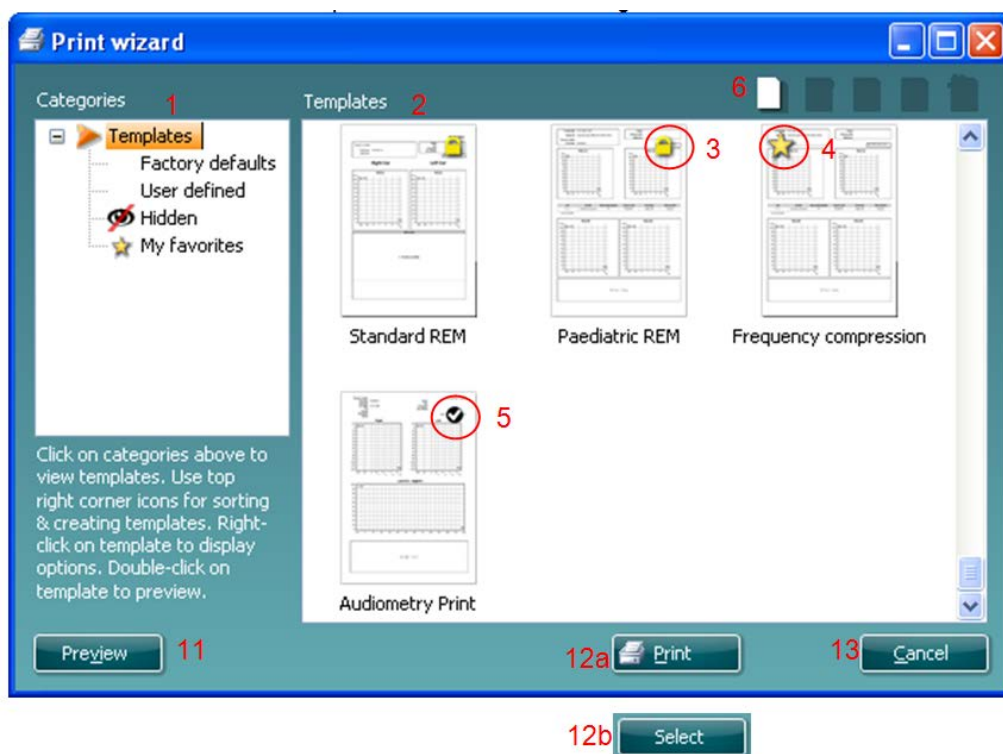 Print wizard
Categories 1
Templates 2
6
Templates
Factory defaults
User defined
Hidden
My favorites
3
4
Standard REM
Paediatric REM
Frequency compression
5
Audiometry Print
Click on categories above to
view templates. Use top
right corner icons for sorting
& creating templates. Right-
click on template to display
options. Double-click on
template to preview.
Preview 11
12a Print
13 Cancel
12b Select